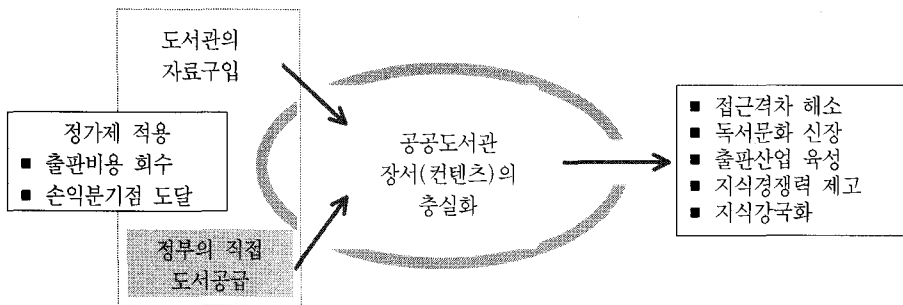 도서관의
자료구입
정가제 적용
■ 출판비용 회수
■ 손익분기점 도달
정부의 직접
도서공급
공공도서관
장서(컨텐츠)의
충실화
■ 접근격차 해소
■ 독서문화 신장
■ 출판산업 육성
■ 지식경쟁력 제고
■ 지식강국화